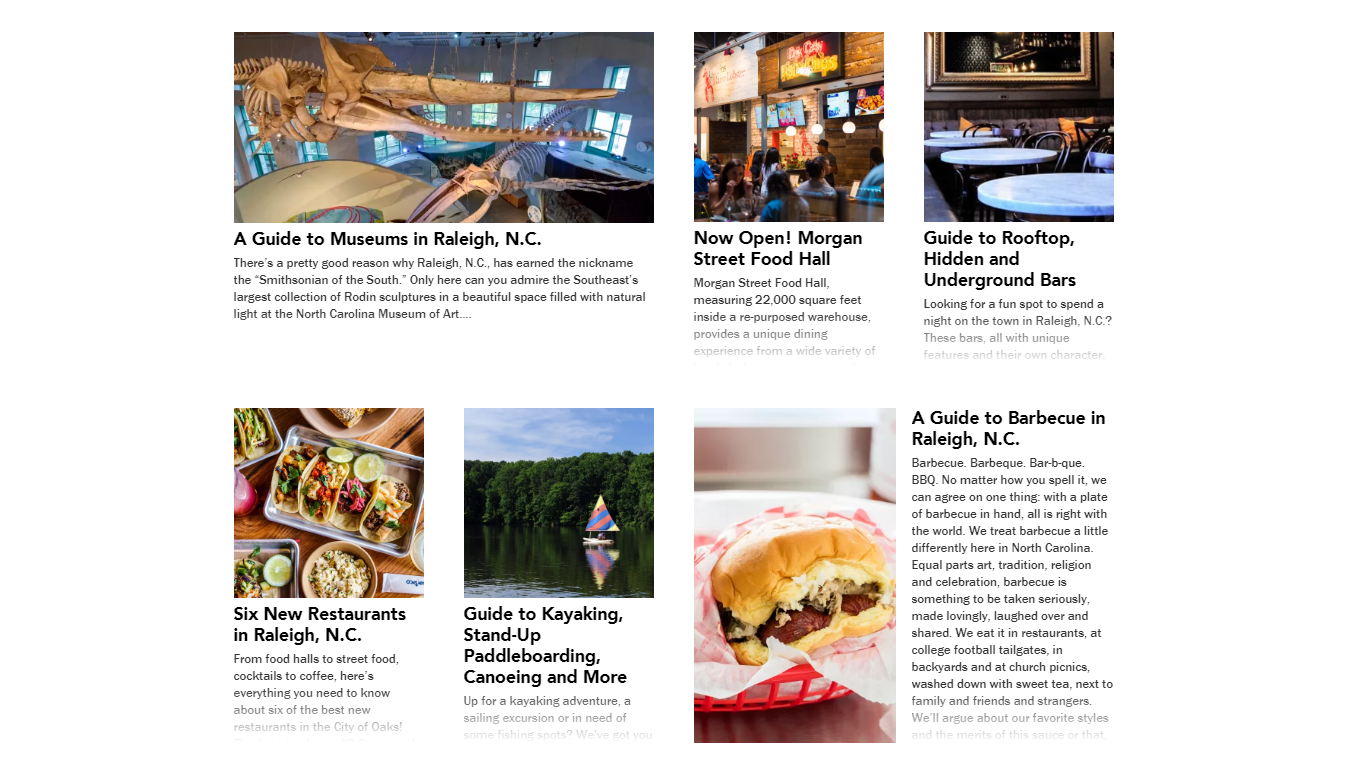 A Guide to Museums in Raleigh, N.C.
There's a pretty good reason why Raleigh, N.C., has earned the nickname
the “Smithsonian of the South.” Only here can you admire the Southeast's
largest collection of Rodin sculptures in a beautiful space filled with natural
light at the North Carolina Museum of Art....
Now Open! Morgan
Street Food Hall
Morgan Street Food Hall,
measuring 22,000 square feet
inside a re-purposed warehouse,
provides a unique dining
experience from a wide variety of
Guide to Rooftop,
Hidden and
Underground Bars
Looking for a fun spot to spend a
night on the town in Raleigh, N.C.?
These bars, all with unique
features and their own character,
Six New Restaurants
in Raleigh, N.C.
From food halls to street food,
cocktails to coffee, here's
everything you need to know
about six of the best new
restaurants in the City of Oaks!
Guide to Kayaking,
Stand-Up
Paddleboarding,
Canoeing and More
Up for a kayaking adventure, a
sailing excursion or in need of
some fishing spots? We've got you
A Guide to Barbecue in
Raleigh, N.C.
Barbecue. Barbeque. Bar-b-que.
BBQ. No matter how you spell it, we
can agree on one thing: with a plate
of barbecue in hand, all is right with
the world. We treat barbecue a little
differently here in North Carolina.
Equal parts art, tradition, religion
and celebration, barbecue is
something to be taken seriously,
made lovingly, laughed over and
shared. We eat it in restaurants, at
college football tailgates, in
backyards and at church picnics,
washed down with sweet tea, next to
family and friends and strangers.
We'll argue about our favorite styles
and the merits of this sauce or that,